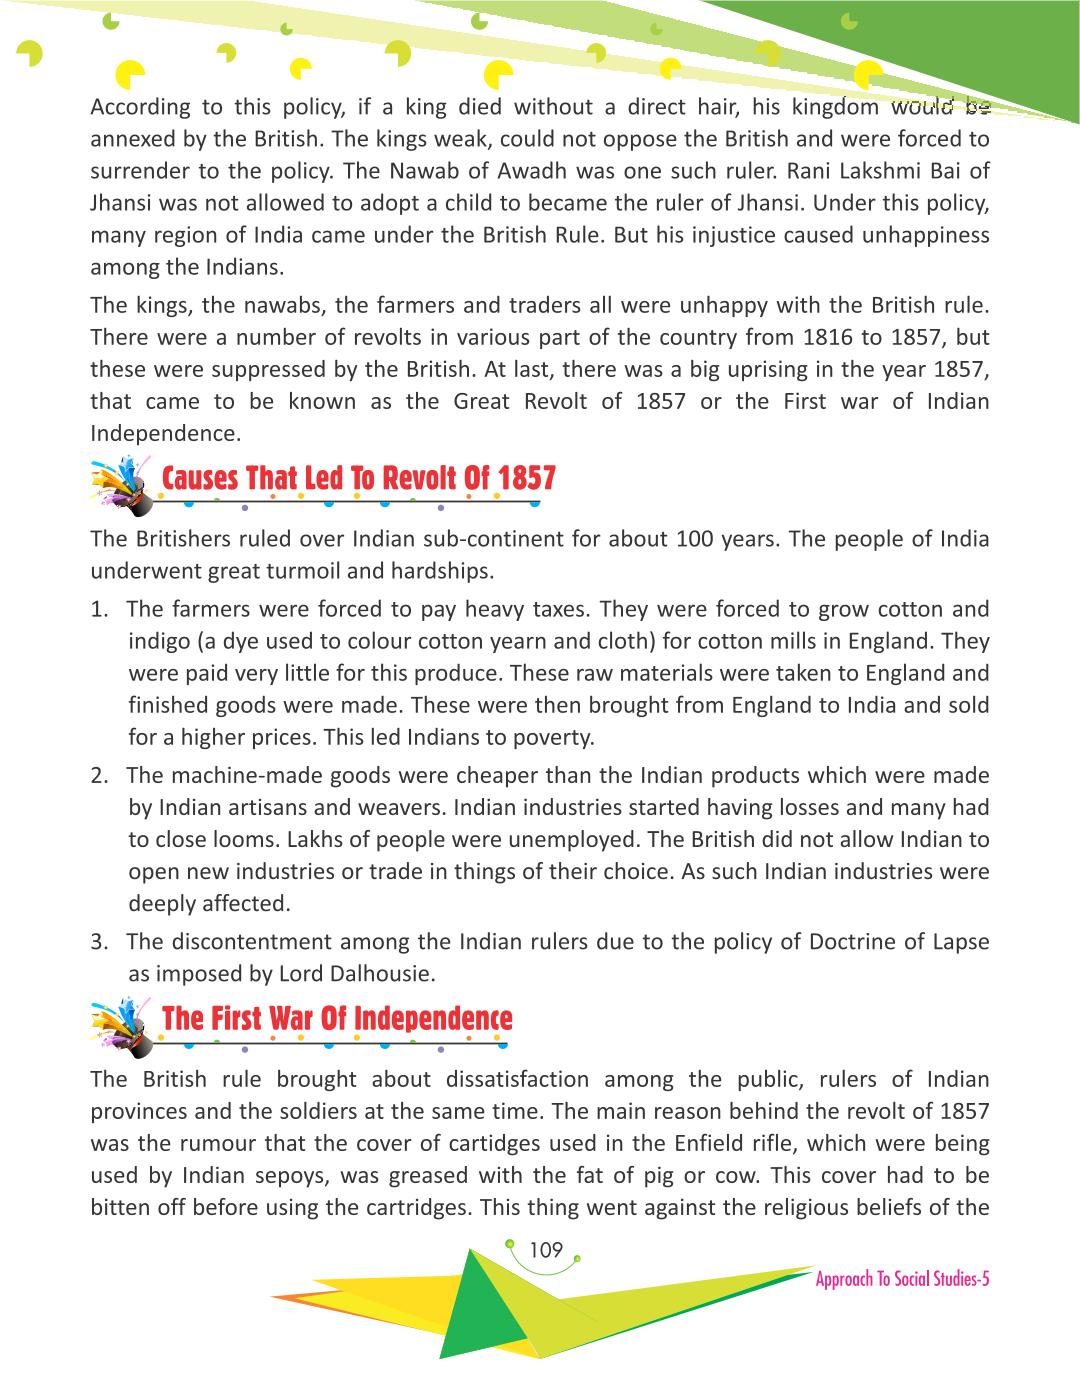 According to this policy, if a king died without a direct hair, his kingdom would be
annexed by the British. The kings weak, could not oppose the British and were forced to
surrender to the policy. The Nawab of Awadh was one such ruler. Rani Lakshmi Bai of
Jhansi was not allowed to adopt a child to became the ruler of Jhansi. Under this policy,
many region of India came under the British Rule. But his injustice caused unhappiness
among the Indians.
The kings, the nawabs, the farmers and traders all were unhappy with the British rule.
There were a number of revolts in various part of the country from 1816 to 1857, but
these were suppressed by the British. At last, there was a big uprising in the year 1857,
that came to be known as the Great Revolt of 1857 or the First war of Indian
Independence.
Causes That Led To Revolt Of 1857
The Britishers ruled over Indian sub-continent for about 100 years. The people of India
underwent great turmoil and hardships.
1. The farmers were forced to pay heavy taxes. They were forced to grow cotton and
indigo (a dye used to colour cotton yearn and cloth) for cotton mills in England. They
were paid very little for this produce. These raw materials were taken to England and
finished goods were made. These were then brought from England to India and sold
for a higher prices. This led Indians to poverty.
2. The machine-made goods were cheaper than the Indian products which were made
by Indian artisans and weavers. Indian industries started having losses and many had
to close looms. Lakhs of people were unemployed. The British did not allow Indian to
open new industries or trade in things of their choice. As such Indian industries were
deeply affected.
3. The discontentment among the Indian rulers due to the policy of Doctrine of Lapse
as imposed by Lord Dalhousie.
The First War Of Independence
The British rule brought about dissatisfaction among the public, rulers of Indian
provinces and the soldiers at the same time. The main reason behind the revolt of 1857
was the rumour that the cover of cartidges used in the Enfield rifle, which were being
used by Indian sepoys, was greased with the fat of pig or cow. This cover had to be
bitten off before using the cartridges. This thing went against the religious beliefs of the
109
Approach To Social Studies-5